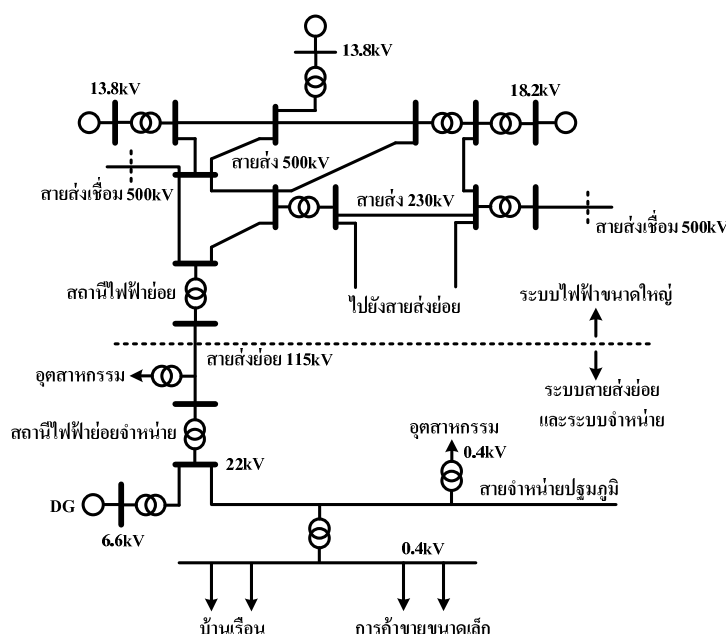 13.8kV
13.8kV
18.2kV
สายส่ง 500kV
สายส่งเชื่อม 500kV
สายส่ง 230kV
สายส่งเชื่อม 500kV
สถานีไฟฟ้าย่อย
ไปยังสายส่งย่อย
ระบบไฟฟ้าขนาดใหญ่
สายส่งย่อย 115kV
อุตสาหกรรม
ระบบสายส่งย่อย
และระบบจำหน่าย
สถานีไฟฟ้าย่อยจำหน่าย
อุตสาหกรรม
0.4kV
22kV
สายจำหน่ายปฐมภูมิ
DG
6.6kV
0.4kV
บ้านเรือน
การค้าขายขนาดเล็ก